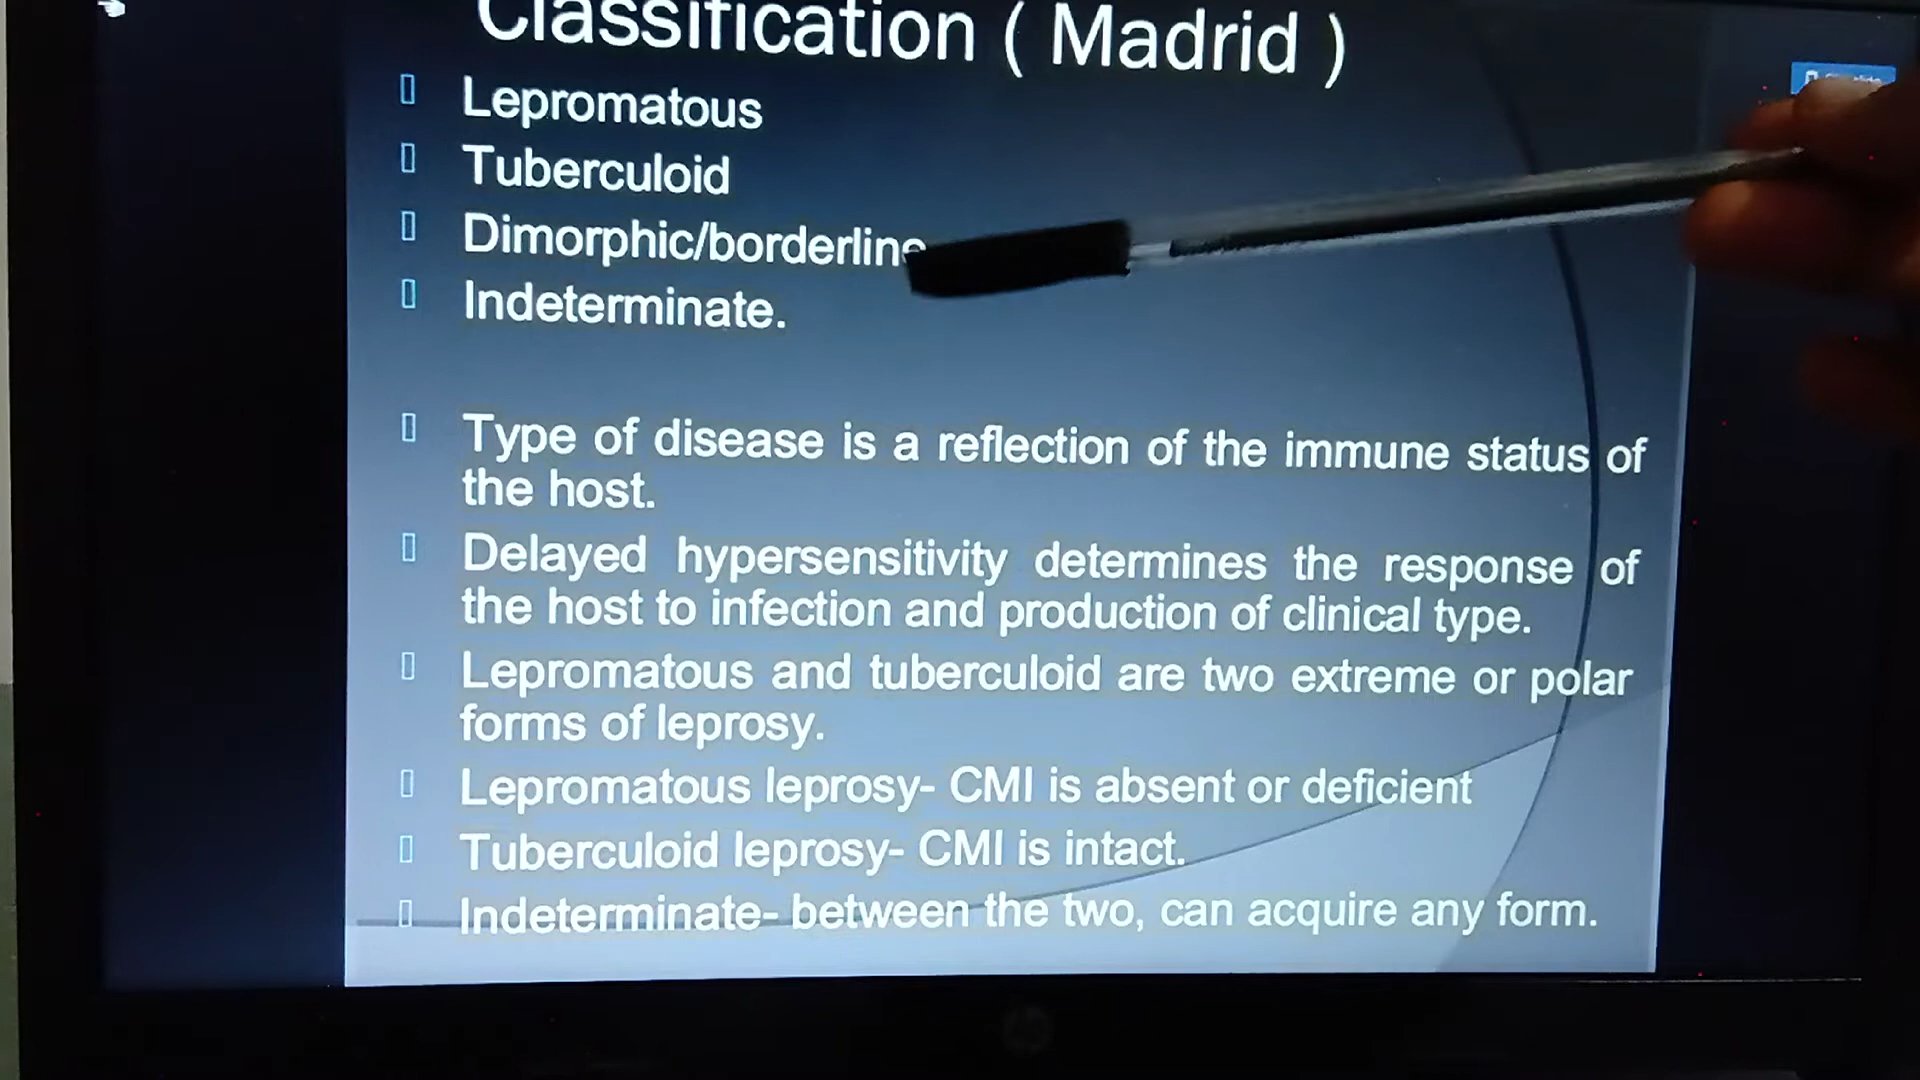 Classification ( Madrid )
Lepromatous
Tuberculoid
Dimorphic/borderline
Indeterminate.
Type of disease is a reflection of the immune status of
the host.
Delayed hypersensitivity determines the response of
the host to infection and production of clinical type.
Lepromatous and tuberculoid are two extreme or polar
forms of leprosy.
Lepromatous leprosy- CMI is absent or deficient
Tuberculoid leprosy- CMI is intact.
Indeterminate- between the two, can acquire any form.